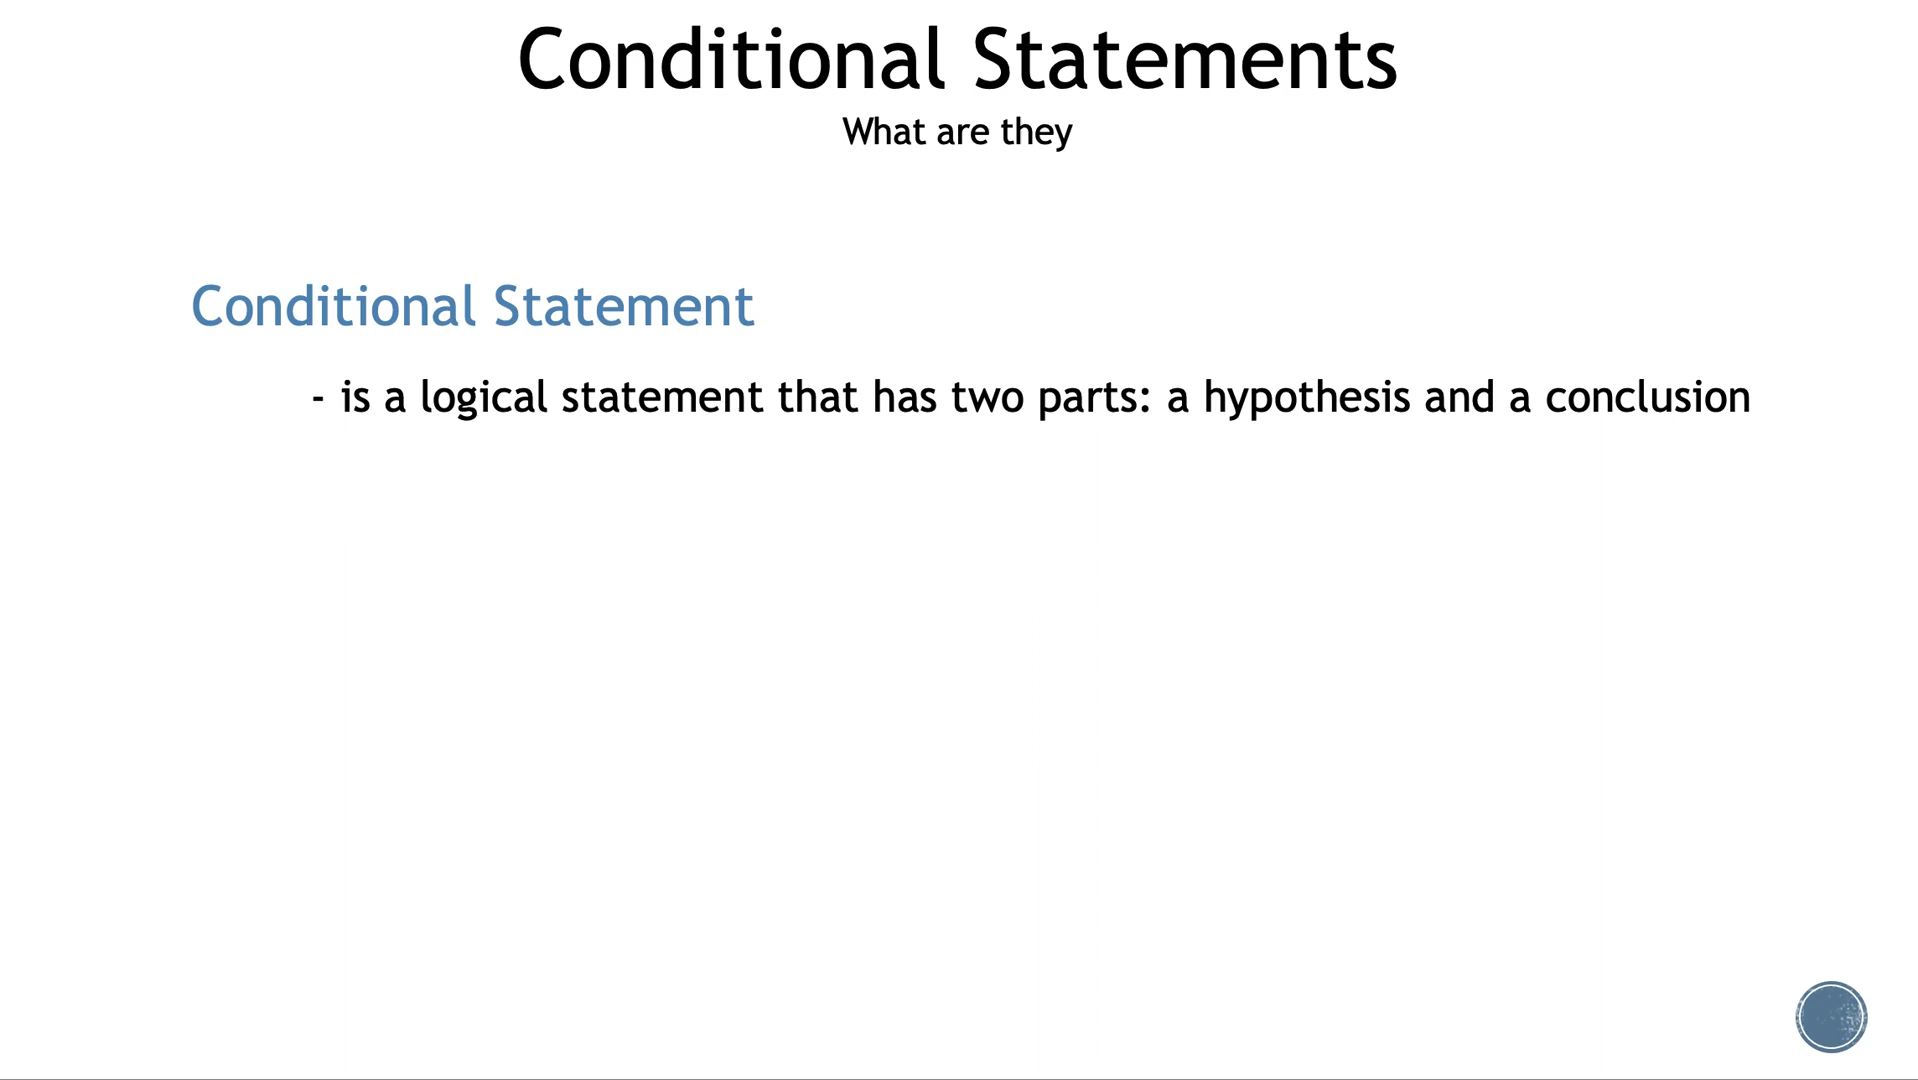 Conditional Statements
What are they
Conditional Statement
- is a logical statement that has two parts: a hypothesis and a conclusion